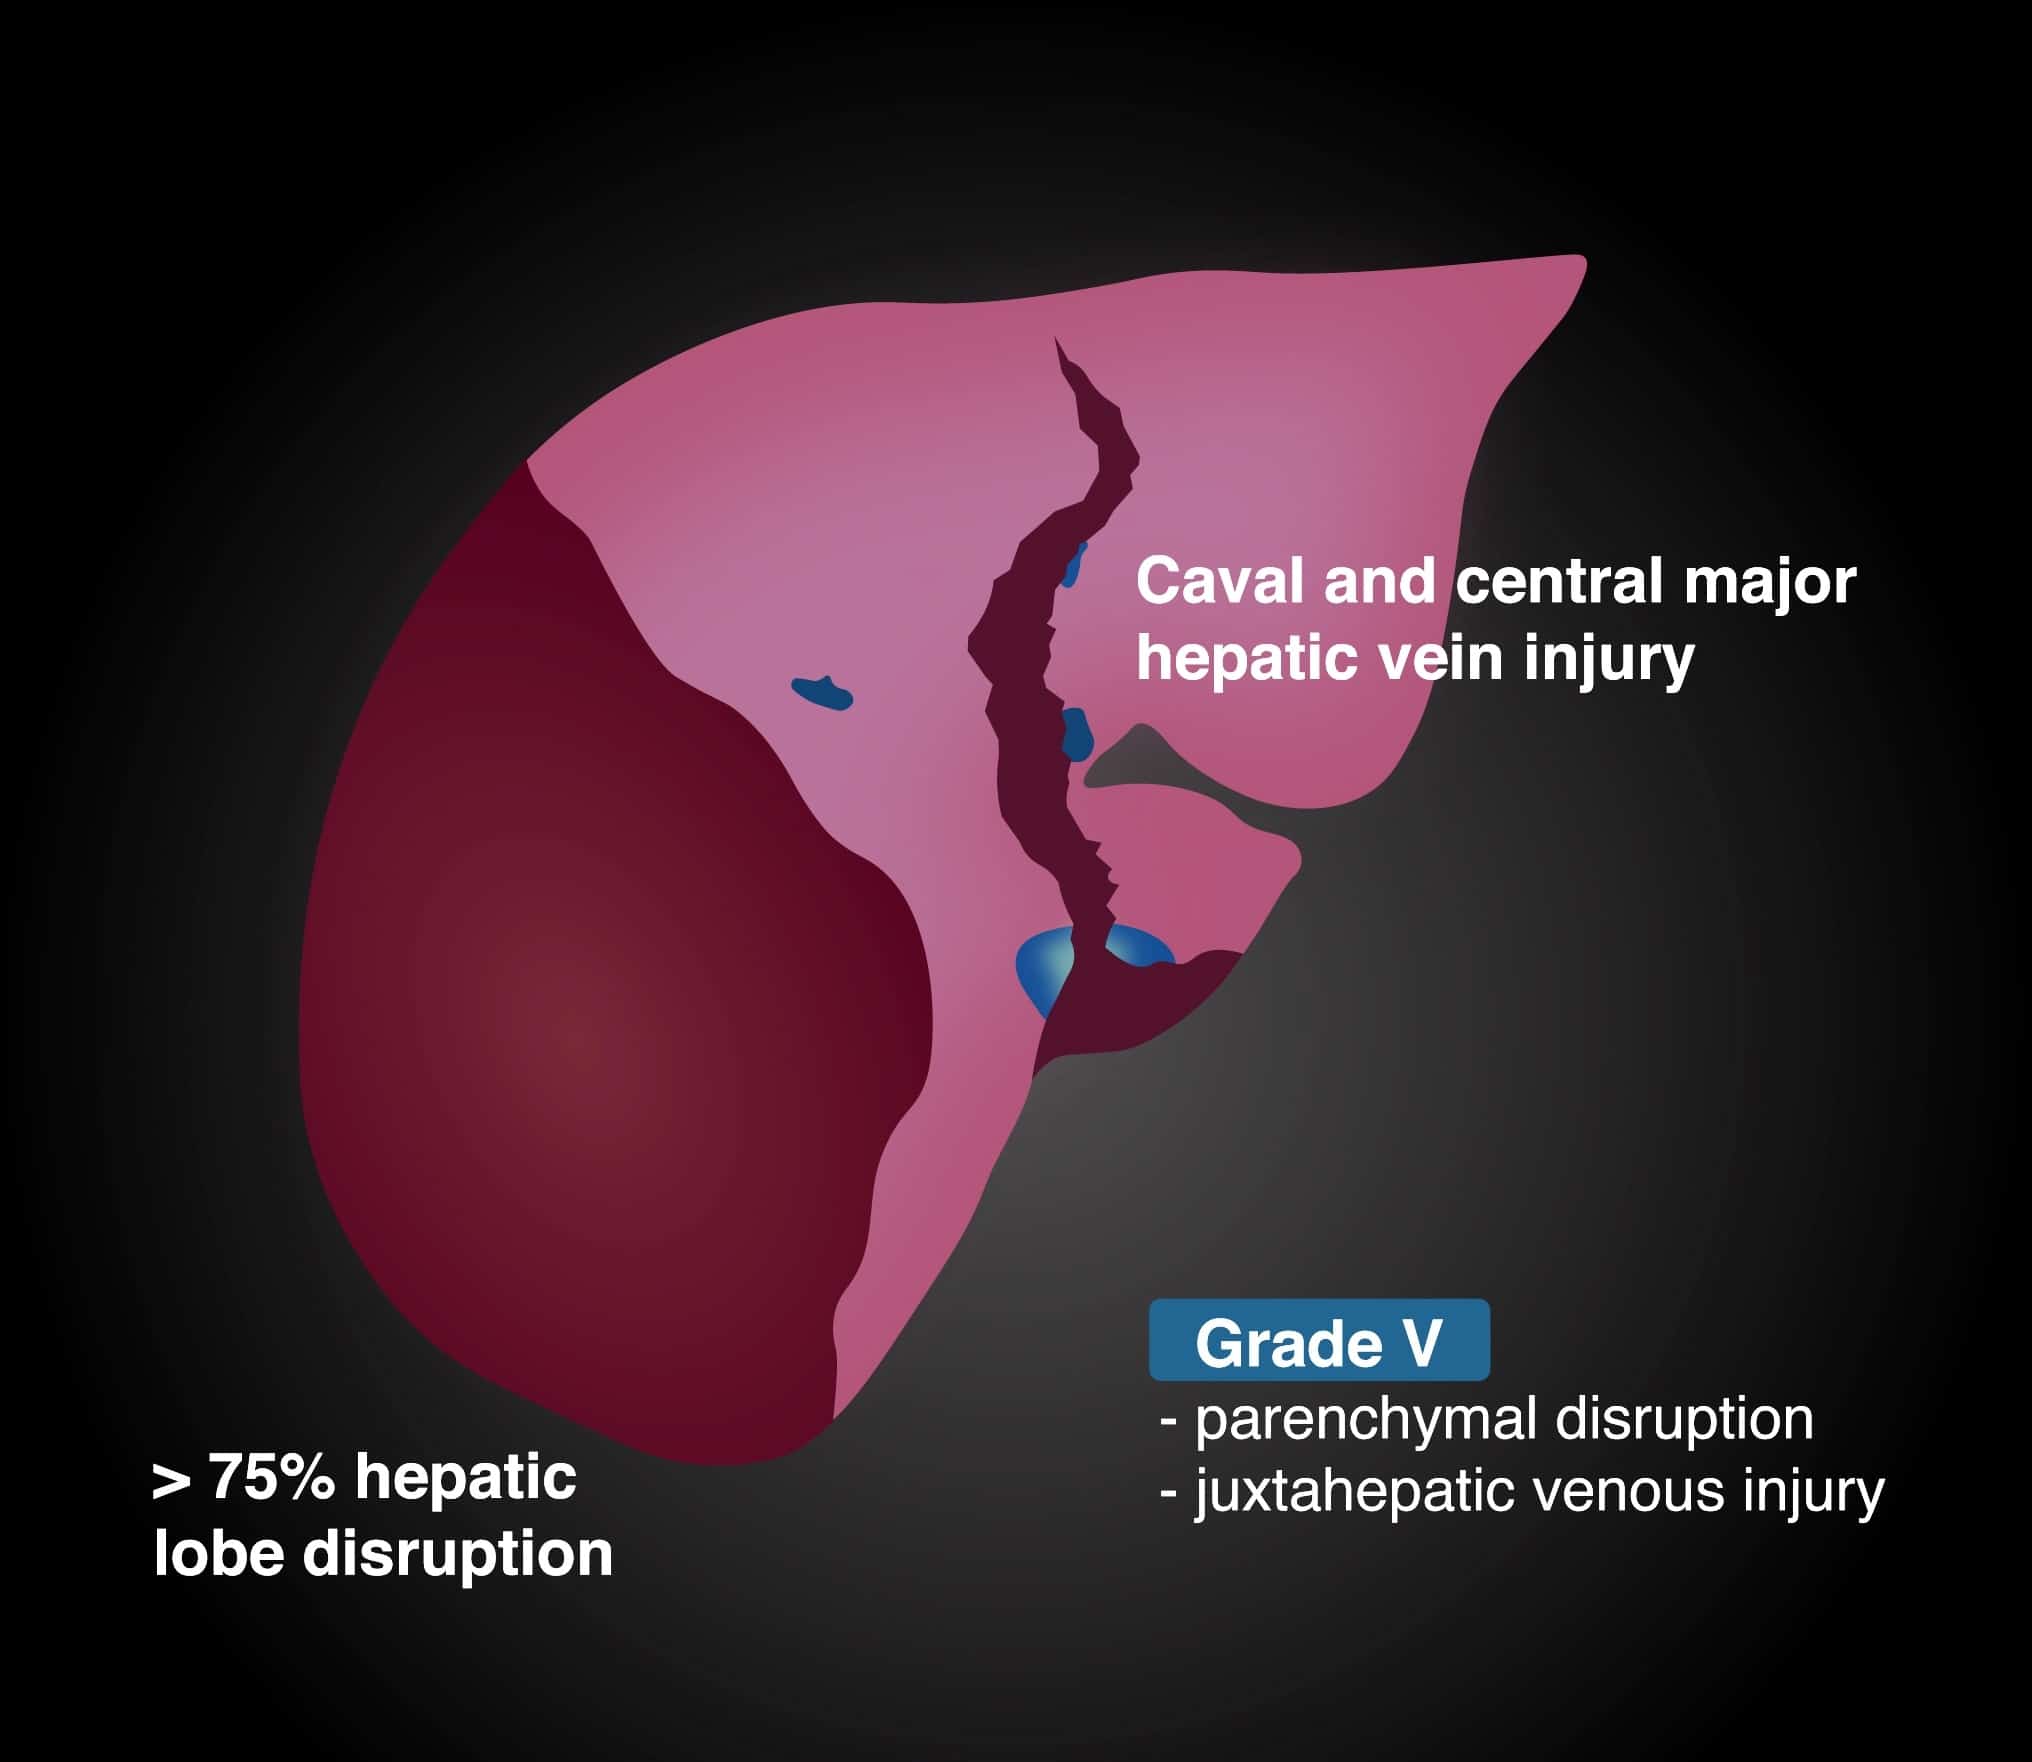 Caval and central major
hepatic vein injury
Grade V
- parenchymal disruption
- juxtahepatic venous injury
> 75% hepatic
lobe disruption